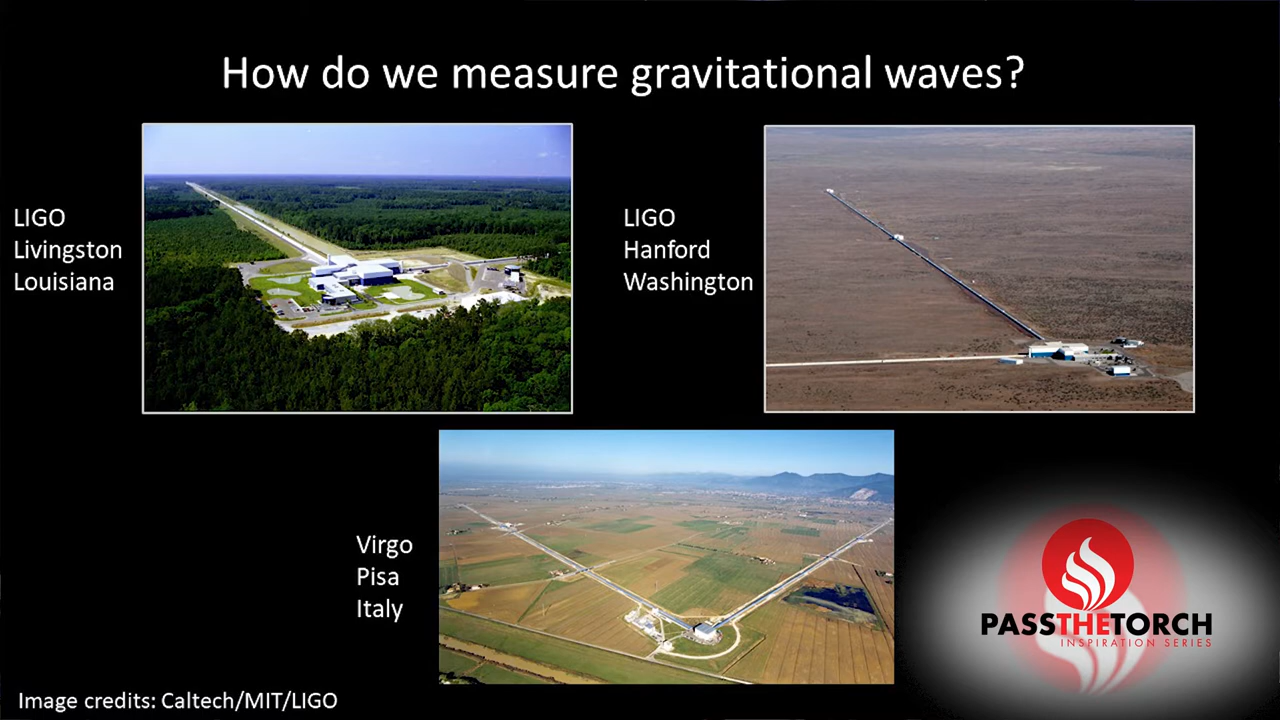 How do we measure gravitational waves?
LIGO
Livingston
Louisiana
LIGO
Hanford
Washington
Virgo
Pisa
Italy
PASSTHETORCH
INSPIRATION SERIES
Image credits: Caltech/MIT/LIGO